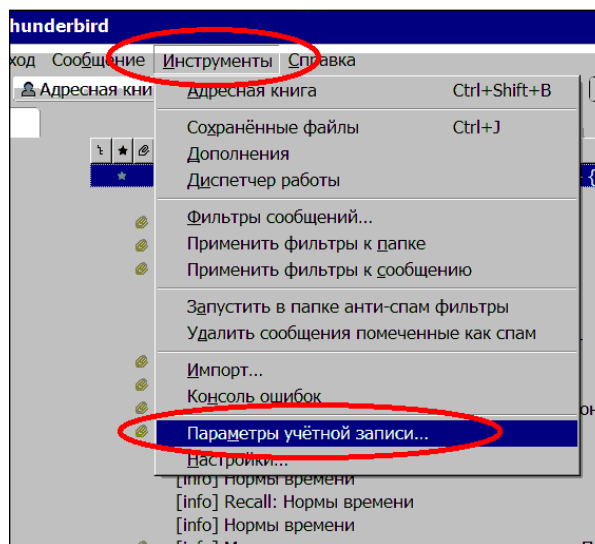 hunderbird
ход Сообщение Инструменты Справка
Адресная кни
Адресная книга Ctrl+Shift+B
Сохранённые файлы Ctrl+J
Дополнения
Диспетчер работы
Фильтры сообщений...
Применить фильтры к папке
Применить фильтры к сообщению
Запустить в папке анти-спам фильтры
Удалить сообщения помеченные как спам
Импорт...
Консоль ошибок
Параметры учётной записи...
Настройки...
[info] Нормы времени
[info] Recall: Нормы времени
[info] Нормы времени